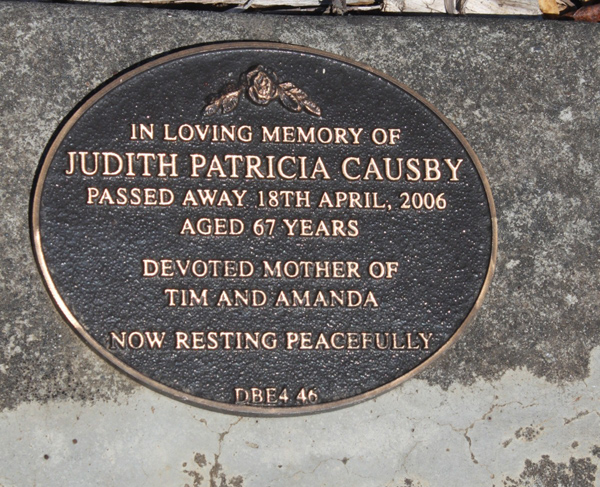 IN LOVING MEMORY OF
JUDITH PATRICIA CAUSBY
PASSED AWAY 18TH APRIL, 2006
AGED 67 YEARS
DEVOTED MOTHER OF
TIM AND AMANDA
NOW RESTING PEACEFULLY
DBE4 46